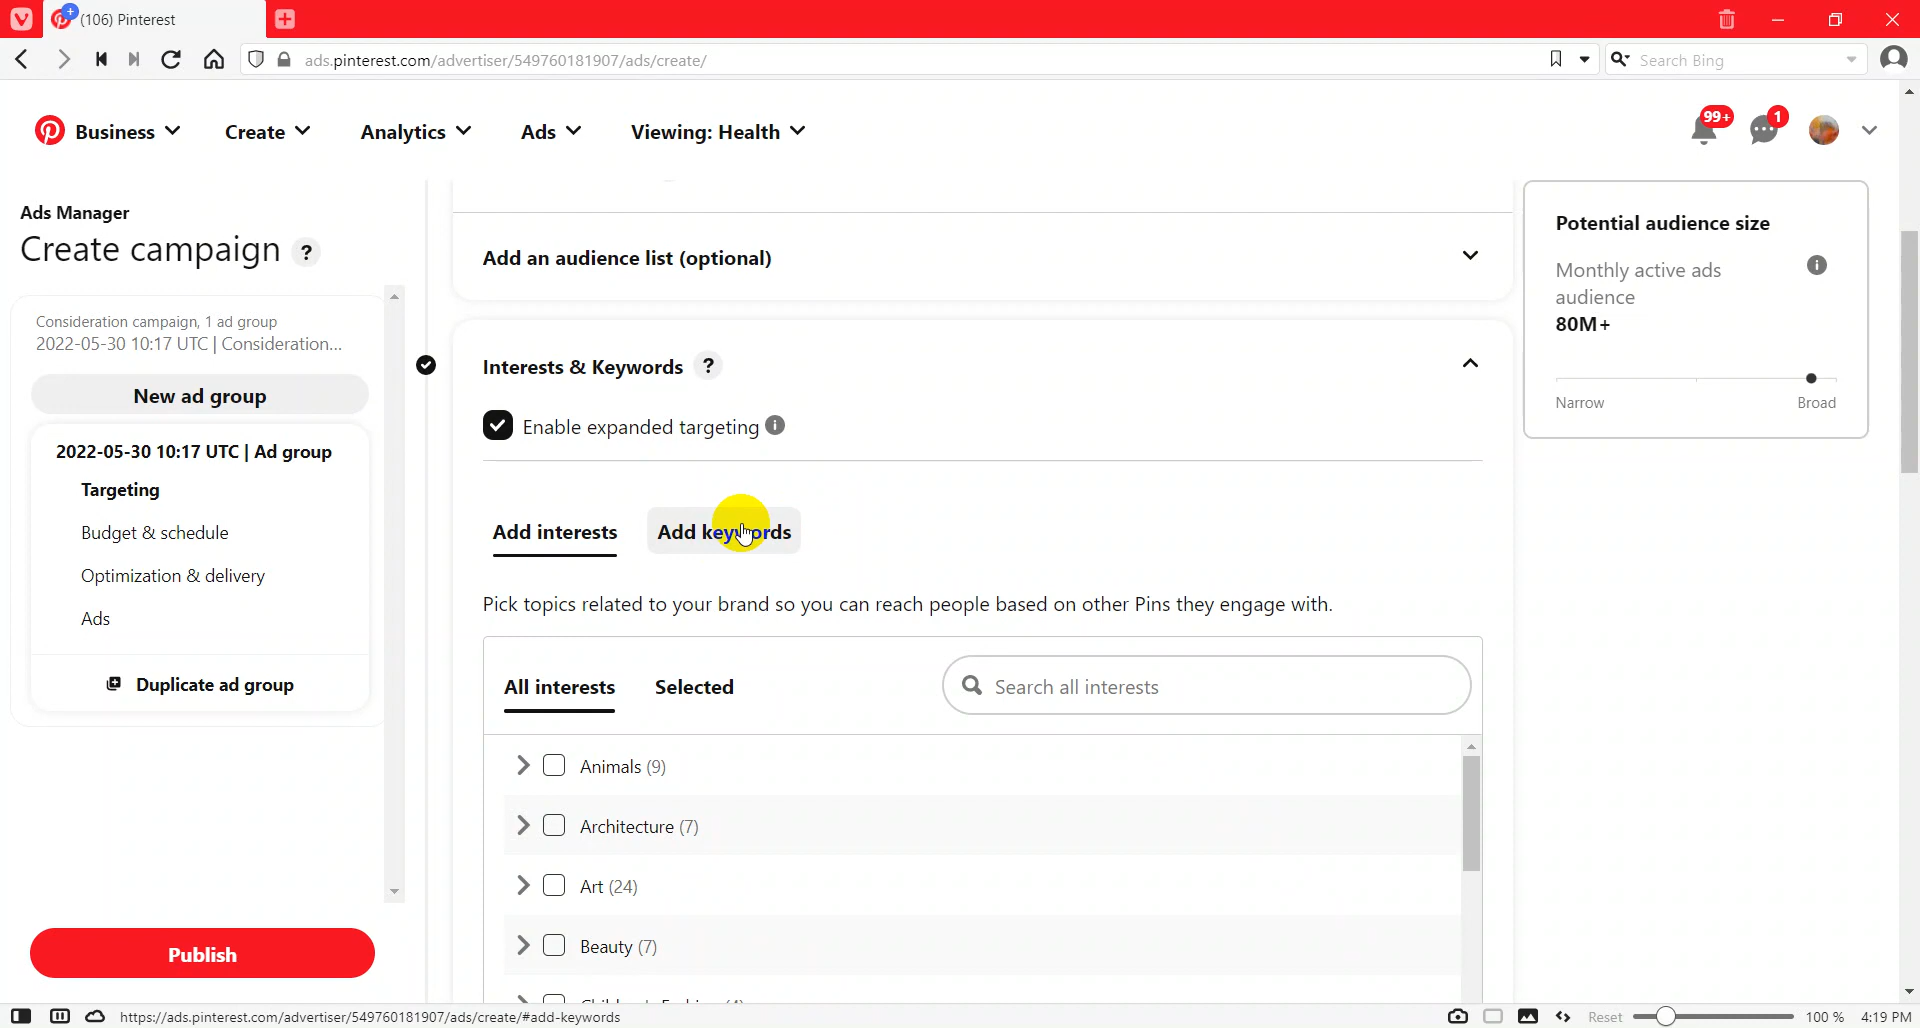 (106) Pinterest
ads.pinterest.com/advertiser/549760181907/ads/create/
Search Bing
Business
Create
Analytics
Ads
Viewing: Health
99+
1
Ads Manager
Create campaign ?
Consideration campaign, 1 ad group
2022-05-30 10:17 UTC | Consideration...
New ad group
2022-05-30 10:17 UTC | Ad group
Targeting
Budget & schedule
Optimization & delivery
Ads
Duplicate ad group
Publish
Add an audience list (optional)
Interests & Keywords ?
Enable expanded targeting
Add interests
Add keywords
Pick topics related to your brand so you can reach people based on other Pins they engage with.
All interests
Selected
Search all interests
Animals (9)
Architecture (7)
Art (24)
Beauty (7)
Potential audience size
Monthly active ads
audience
80M+
Narrow
Broad
https://ads.pinterest.com/advertiser/549760181907/ads/create/#add-keywords
Reset
100 %
4:19 PM